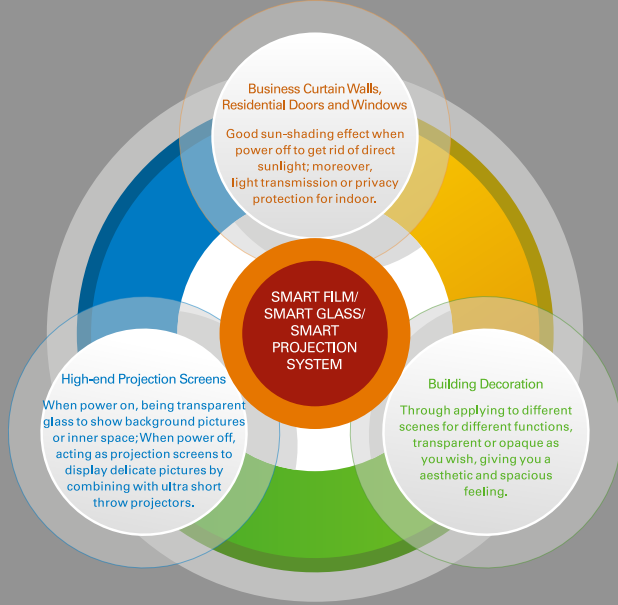 Business Curtain Walls,
Residential Doors and Windows
Good sun-shading effect when
power off to get rid of direct
sunlight; moreover,
light transmission or privacy
protection for indoor.
SMART FILM/
SMART GLASS/
SMART
PROJECTION
SYSTEM
High-end Projection Screens
When power on, being transparent
glass to show background pictures
or inner space;When power off,
acting as projection screens to
display delicate pictures by
combining with ultra short
throw projectors.
Building Decoration
Through applying to different
scenes for different functions,
transparent or opaque as
you wish, giving you a
aesthetic and spacious
feeling.